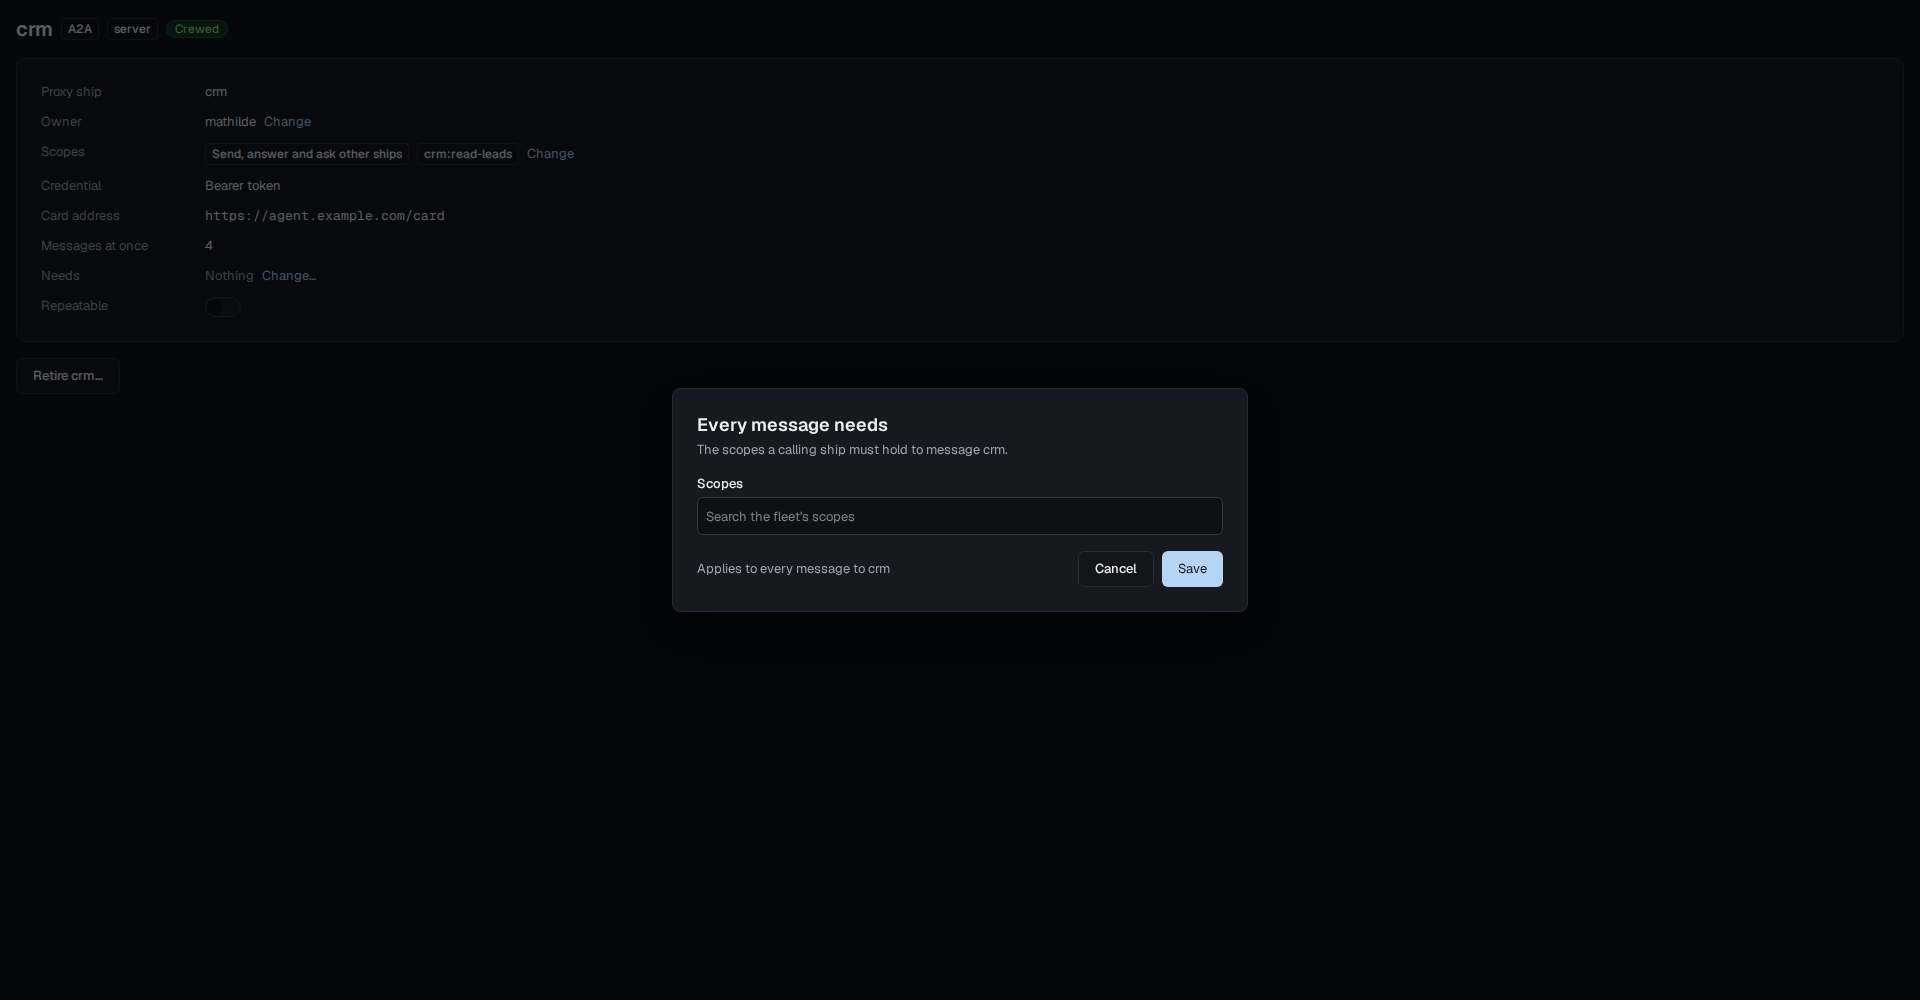 crm A2A server Crewed
Proxy ship crm
Owner mathilde Change
Scopes Send, answer and ask other ships crm:read-leads Change
Credential Bearer token
Card address https://agent.example.com/card
Messages at once 4
Needs Nothing Change…
Repeatable
Retire crm…
Every message needs
The scopes a calling ship must hold to message crm.
Scopes
Search the fleet's scopes
Applies to every message to crm Cancel Save